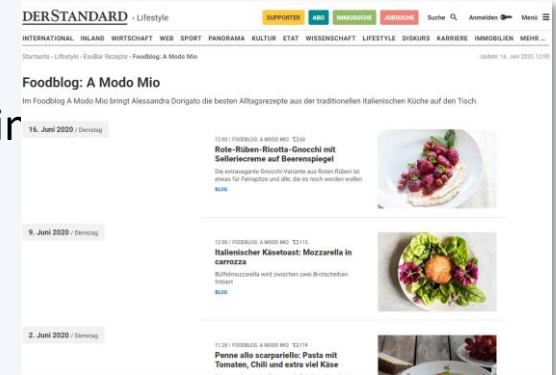 DERSTANDARD › Lifestyle
SUPPORTER ABO IMMOSUCHE JOBSUCHE Suche Anmelden Menü
INTERNATIONAL INLAND WIRTSCHAFT WEB SPORT PANORAMA KULTUR ETAT WISSENSCHAFT LIFESTYLE DISKURS KARRIERE IMMOBILIEN MEHR ...
Startseite › Lifestyle › EssBar Rezepte › Foodblog: A Modo Mio
Update: 16. Juni 2020, 12:00
Foodblog: A Modo Mio
Im Foodblog A Modo Mio bringt Alessandra Dorigato die besten Alltagsrezepte aus der traditionellen italienischen Küche auf den Tisch.
16. Juni 2020 / Dienstag
12:00 / FOODBLOG: A MODO MIO
Rote-Rüben-Ricotta-Gnocchi mit
Selleriecreme auf Beerenspiegel
Die extravagante Gnocchi-Variante aus Roten Rüben ist
etwas für Feinspitze und alle, die es noch werden wollen
BLOG
9. Juni 2020 / Dienstag
12:00 / FOODBLOG: A MODO MIO
Italienischer Käsetoast: Mozzarella in
carrozza
Büffelmozzarella wird zwischen zwei Brotscheiben
frittiert
BLOG
2. Juni 2020 / Dienstag
11:28 / FOODBLOG: A MODO MIO
Penne allo scarpariello: Pasta mit
Tomaten, Chili und extra viel Käse